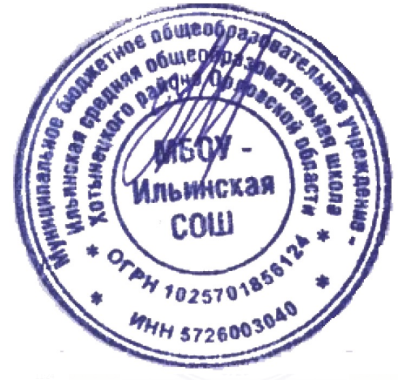 Муниципальное бюджетное общеобразовательное учреждение -
Ильинская средняя общеобразовательная школа
Хотынецкого района Орловской области
МБОУ -
Ильинская
СОШ
* ОГРН 1025701856124 *
* ИНН 5726003040 *